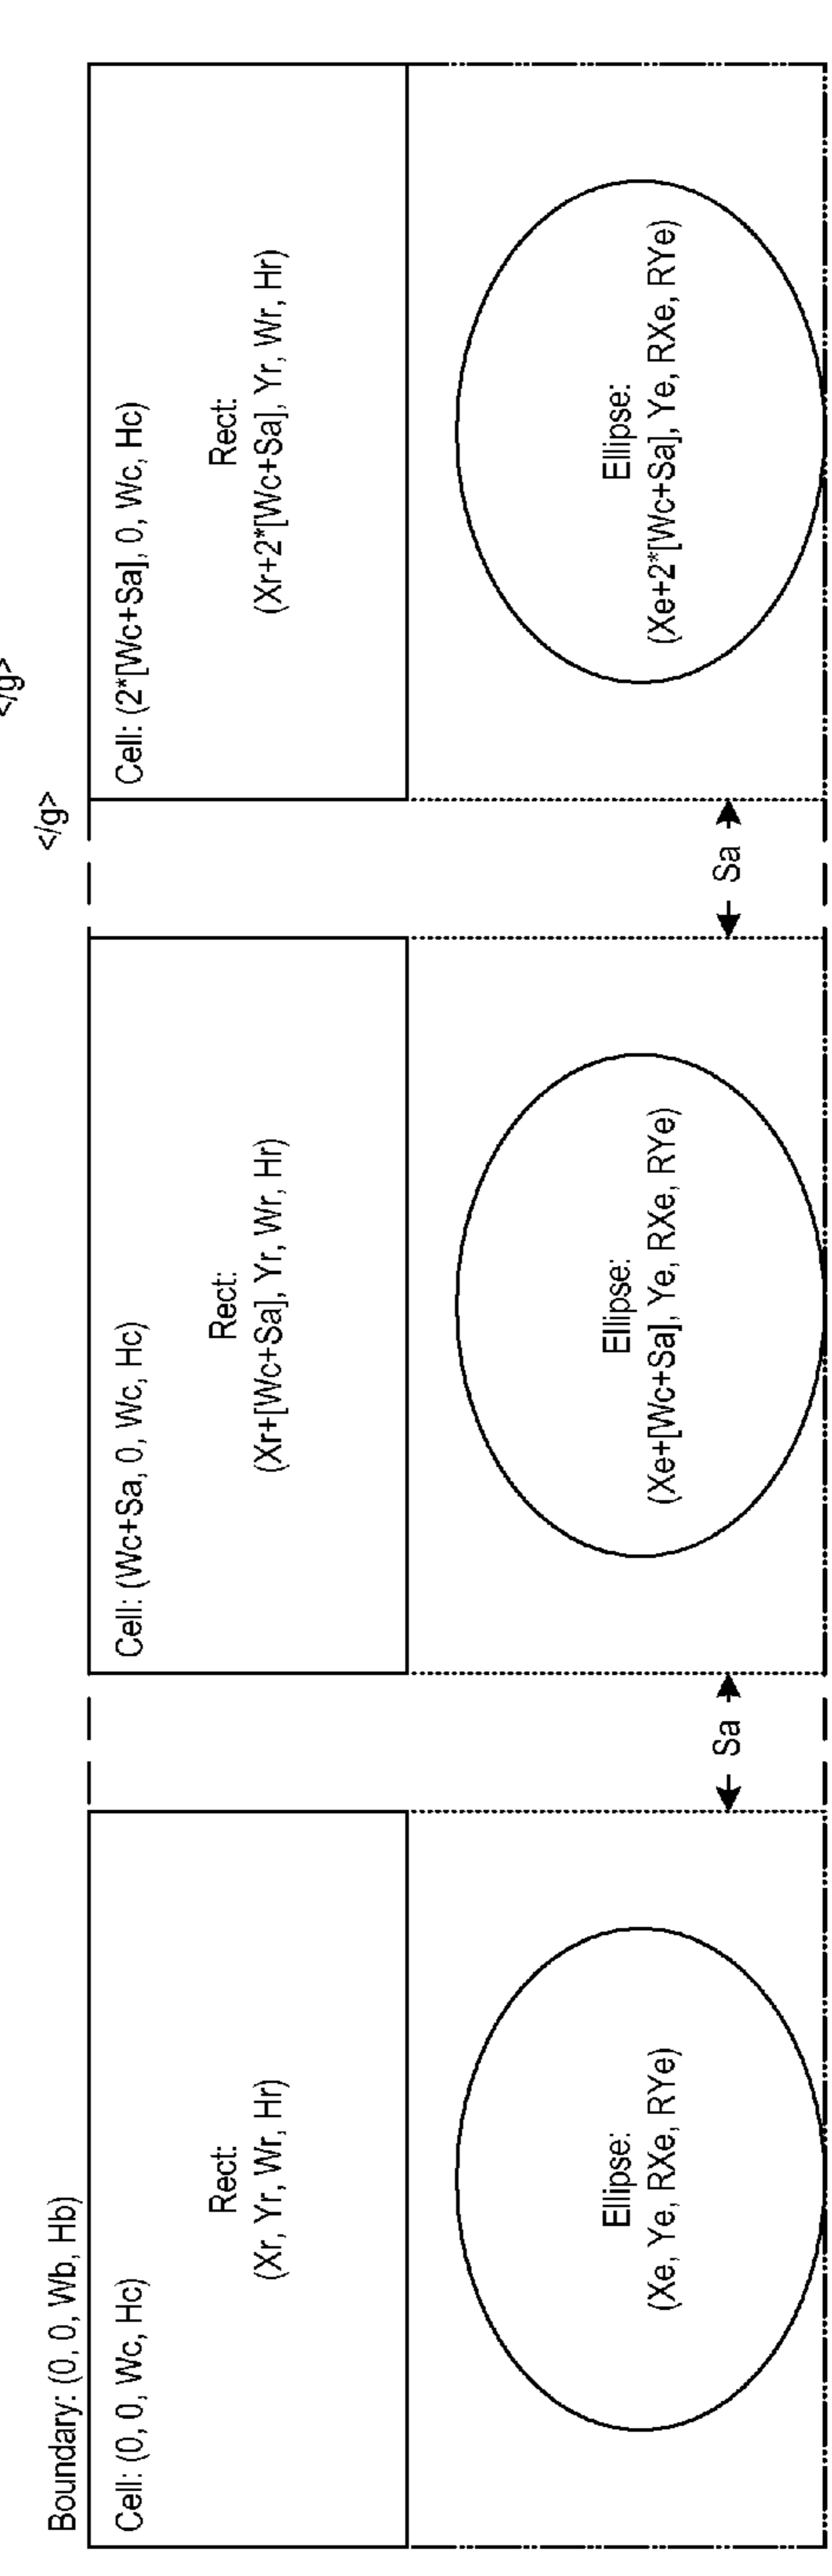 </g>
</g>
Boundary: (0, 0, Wb, Hb)
Cell: (0, 0, Wc, Hc)
Rect:
(Xr, Yr, Wr, Hr)
Ellipse:
(Xe, Ye, RXe, RYe)
Sa
Cell: (Wc+Sa, 0, Wc, Hc)
Rect:
(Xr+[Wc+Sa], Yr, Wr, Hr)
Ellipse:
(Xe+[Wc+Sa], Ye, RXe, RYe)
Sa
Cell: (2*[Wc+Sa], 0, Wc, Hc)
Rect:
(Xr+2*[Wc+Sa], Yr, Wr, Hr)
Ellipse:
(Xe+2*[Wc+Sa], Ye, RXe, RYe)